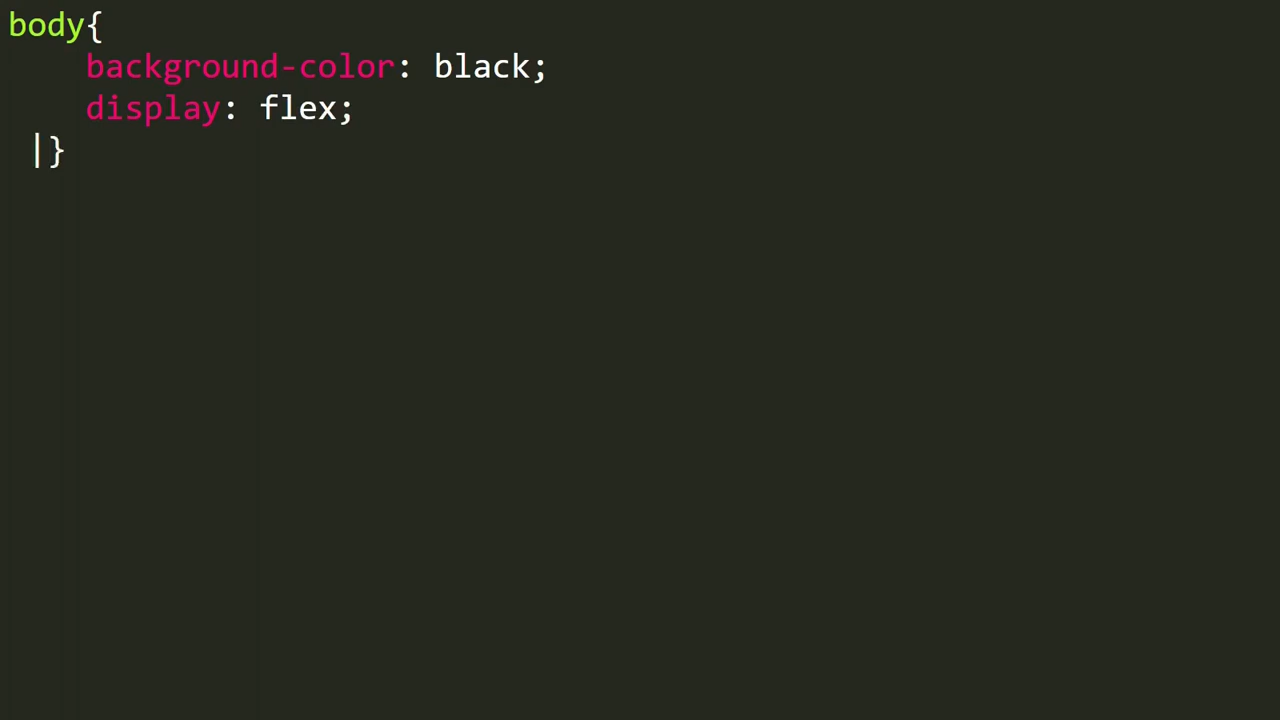 body{
    background-color: black;
    display: flex;
 }